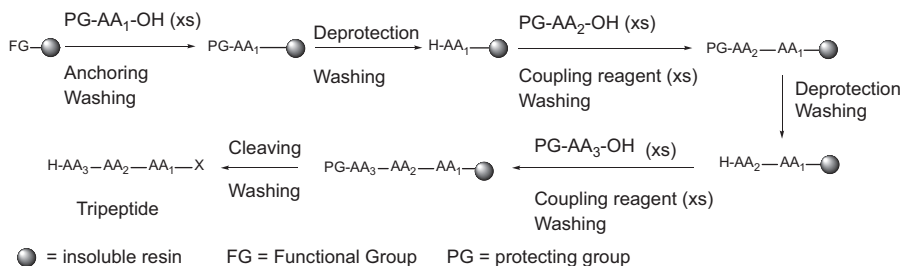 PG-AA₁-OH (xs)
FG
Anchoring
Washing
PG-AA₁
Deprotection
Washing
H-AA₁
PG-AA₂-OH (xs)
Coupling reagent (xs)
Washing
PG-AA₂—AA₁
Deprotection
Washing
H-AA₂—AA₁
PG-AA₃-OH (xs)
Coupling reagent (xs)
Washing
PG-AA₃—AA₂—AA₁
Cleaving
Washing
H-AA₃—AA₂—AA₁—X
Tripeptide
= insoluble resin FG = Functional Group PG = protecting group